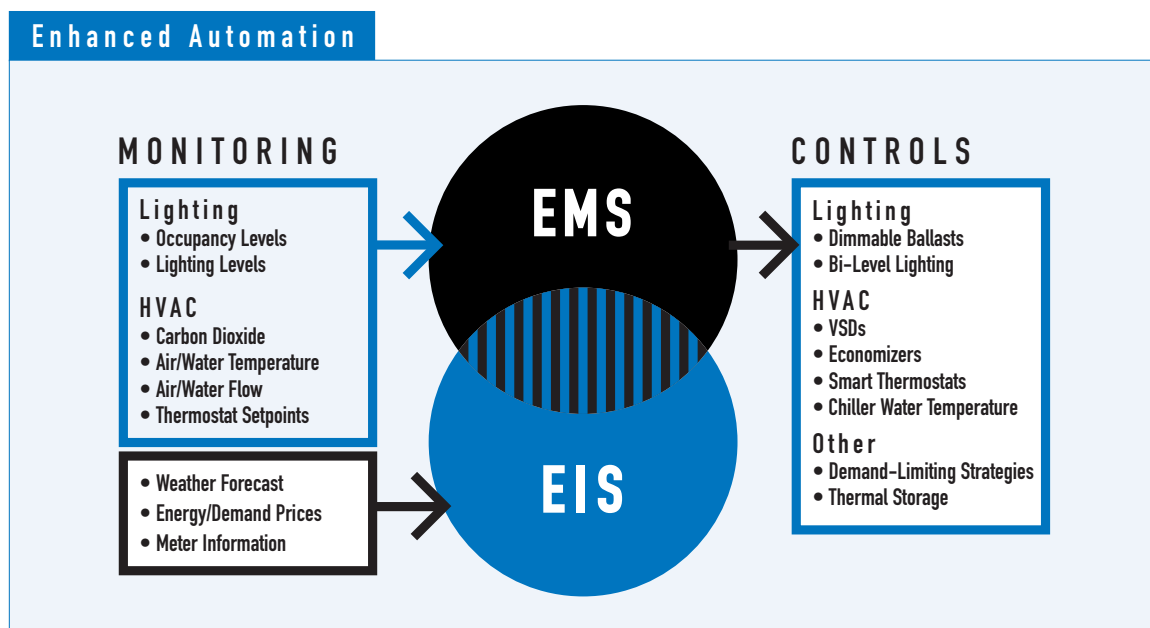 Enhanced Automation
MONITORING
Lighting
• Occupancy Levels
• Lighting Levels
HVAC
• Carbon Dioxide
• Air/Water Temperature
• Air/Water Flow
• Thermostat Setpoints
• Weather Forecast
• Energy/Demand Prices
• Meter Information
EMS
EIS
CONTROLS
Lighting
• Dimmable Ballasts
• Bi-Level Lighting
HVAC
• VSDs
• Economizers
• Smart Thermostats
• Chiller Water Temperature
Other
• Demand-Limiting Strategies
• Thermal Storage